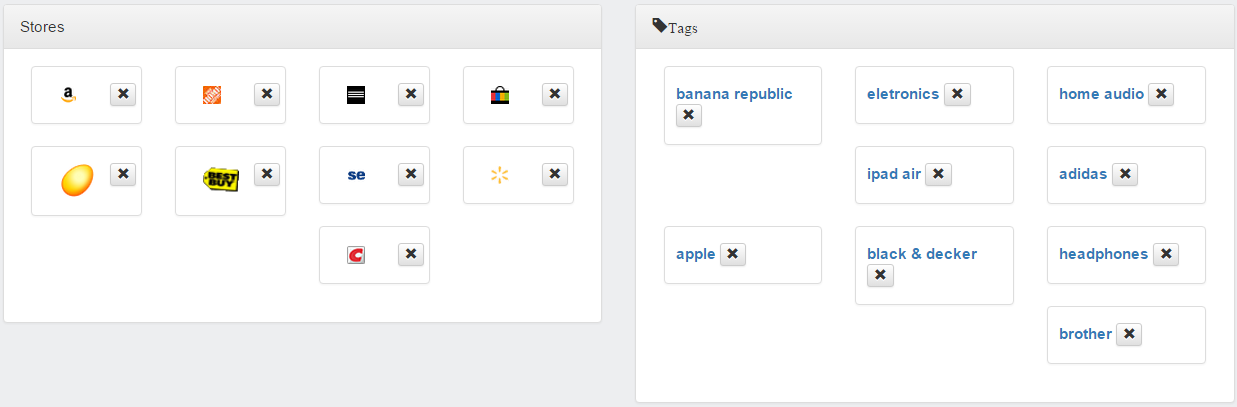 Stores
a
BEST
BUY
se
C
Tags
banana republic
eletronics
home audio
ipad air
adidas
apple
black & decker
headphones
brother